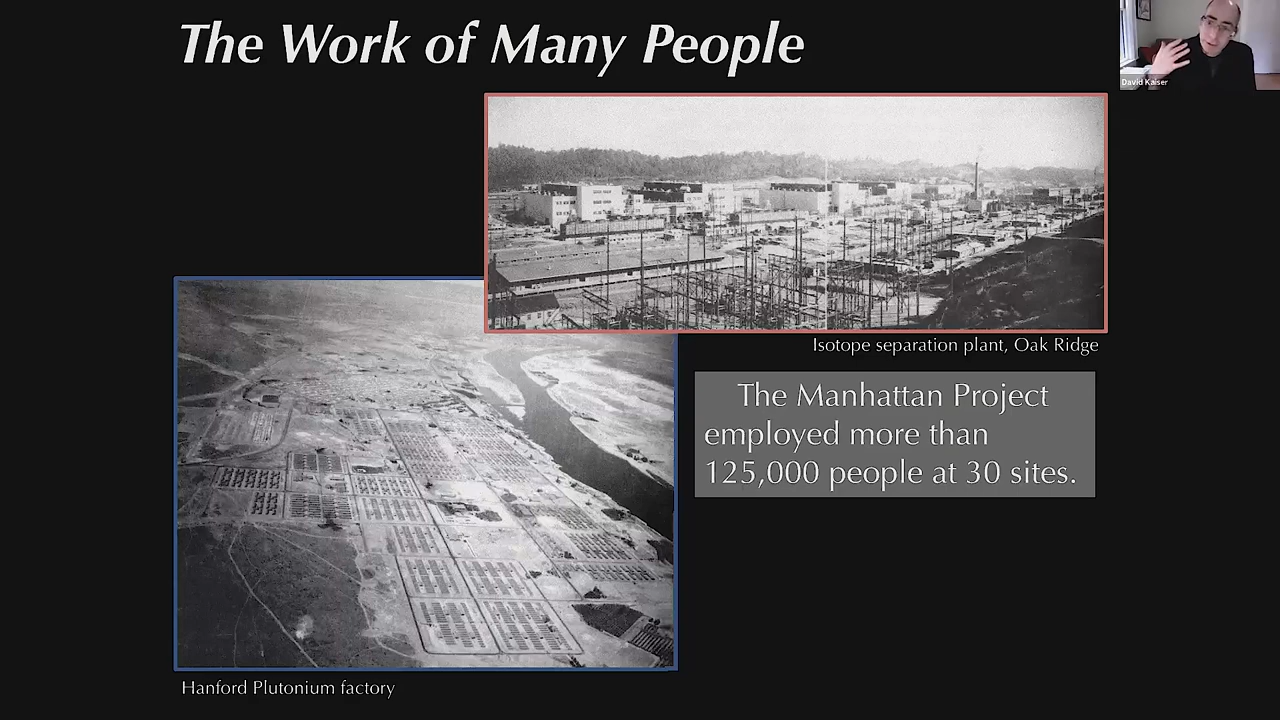 The Work of Many People
David Kaiser
Isotope separation plant, Oak Ridge
The Manhattan Project
employed more than
125,000 people at 30 sites.
Hanford Plutonium factory